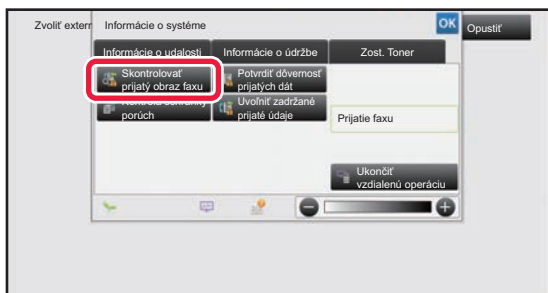 Zvoliť extern
Informácie o systéme
OK
Opustiť
Informácie o udalosti
Informácie o údržbe
Zost. Toner
Skontrolovať
prijatý obraz faxu
Potvrdiť dôvernosť
prijatých dát
porúch
Uvoľniť zadržané
prijaté údaje
Prijatie faxu
Ukončiť
vzdialenú operáciu